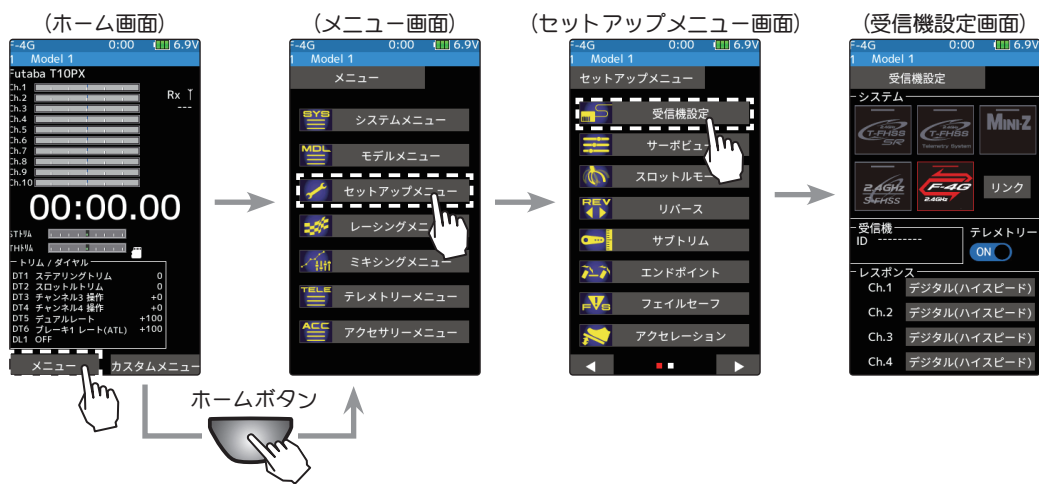 (ホーム画面)
F-4G 0:00 6.9V
1 Model 1
Futaba T10PX
Ch.1
Ch.2
Ch.3
Ch.4
Ch.5
Ch.6
Ch.7
Ch.8
Ch.9
Ch.10
Rx
---
00:00.00
STトリム
THトリム
トリム / ダイヤル
DT1 ステアリングトリム 0
DT2 スロットルトリム 0
DT3 チャンネル3 操作 +0
DT4 チャンネル4 操作 +0
DT5 デュアルレート +100
DT6 ブレーキ1 レート(ATL) +100
DL1 OFF
メニュー カスタムメニュー
ホームボタン
(メニュー画面)
F-4G 0:00 6.9V
1 Model 1
メニュー
SYS システムメニュー
MDL モデルメニュー
セットアップメニュー
レーシングメニ
ミキシングメニュー
TELE テレメトリーメニュー
ACC アクセサリーメニュー
(セットアップメニュー画面)
F-4G 0:00 6.9V
1 Model 1
セットアップメニュー
受信機設定
サーボビュ
スロットルモー
REV リバース
サブトリム
エンドポイント
F/S フェイルセーフ
アクセレーション
(受信機設定画面)
F-4G 0:00 6.9V
1 Model 1
受信機設定
システム
T-FHSS SR
T-FHSS Telemetry System
MINI-Z
2.4GHz S-FHSS
F-4G 2.4GHz
リンク
受信機
ID ---------
テレメトリー
ON
レスポンス
Ch.1 デジタル(ハイスピード)
Ch.2 デジタル(ハイスピード)
Ch.3 デジタル(ハイスピード)
Ch.4 デジタル(ハイスピード)